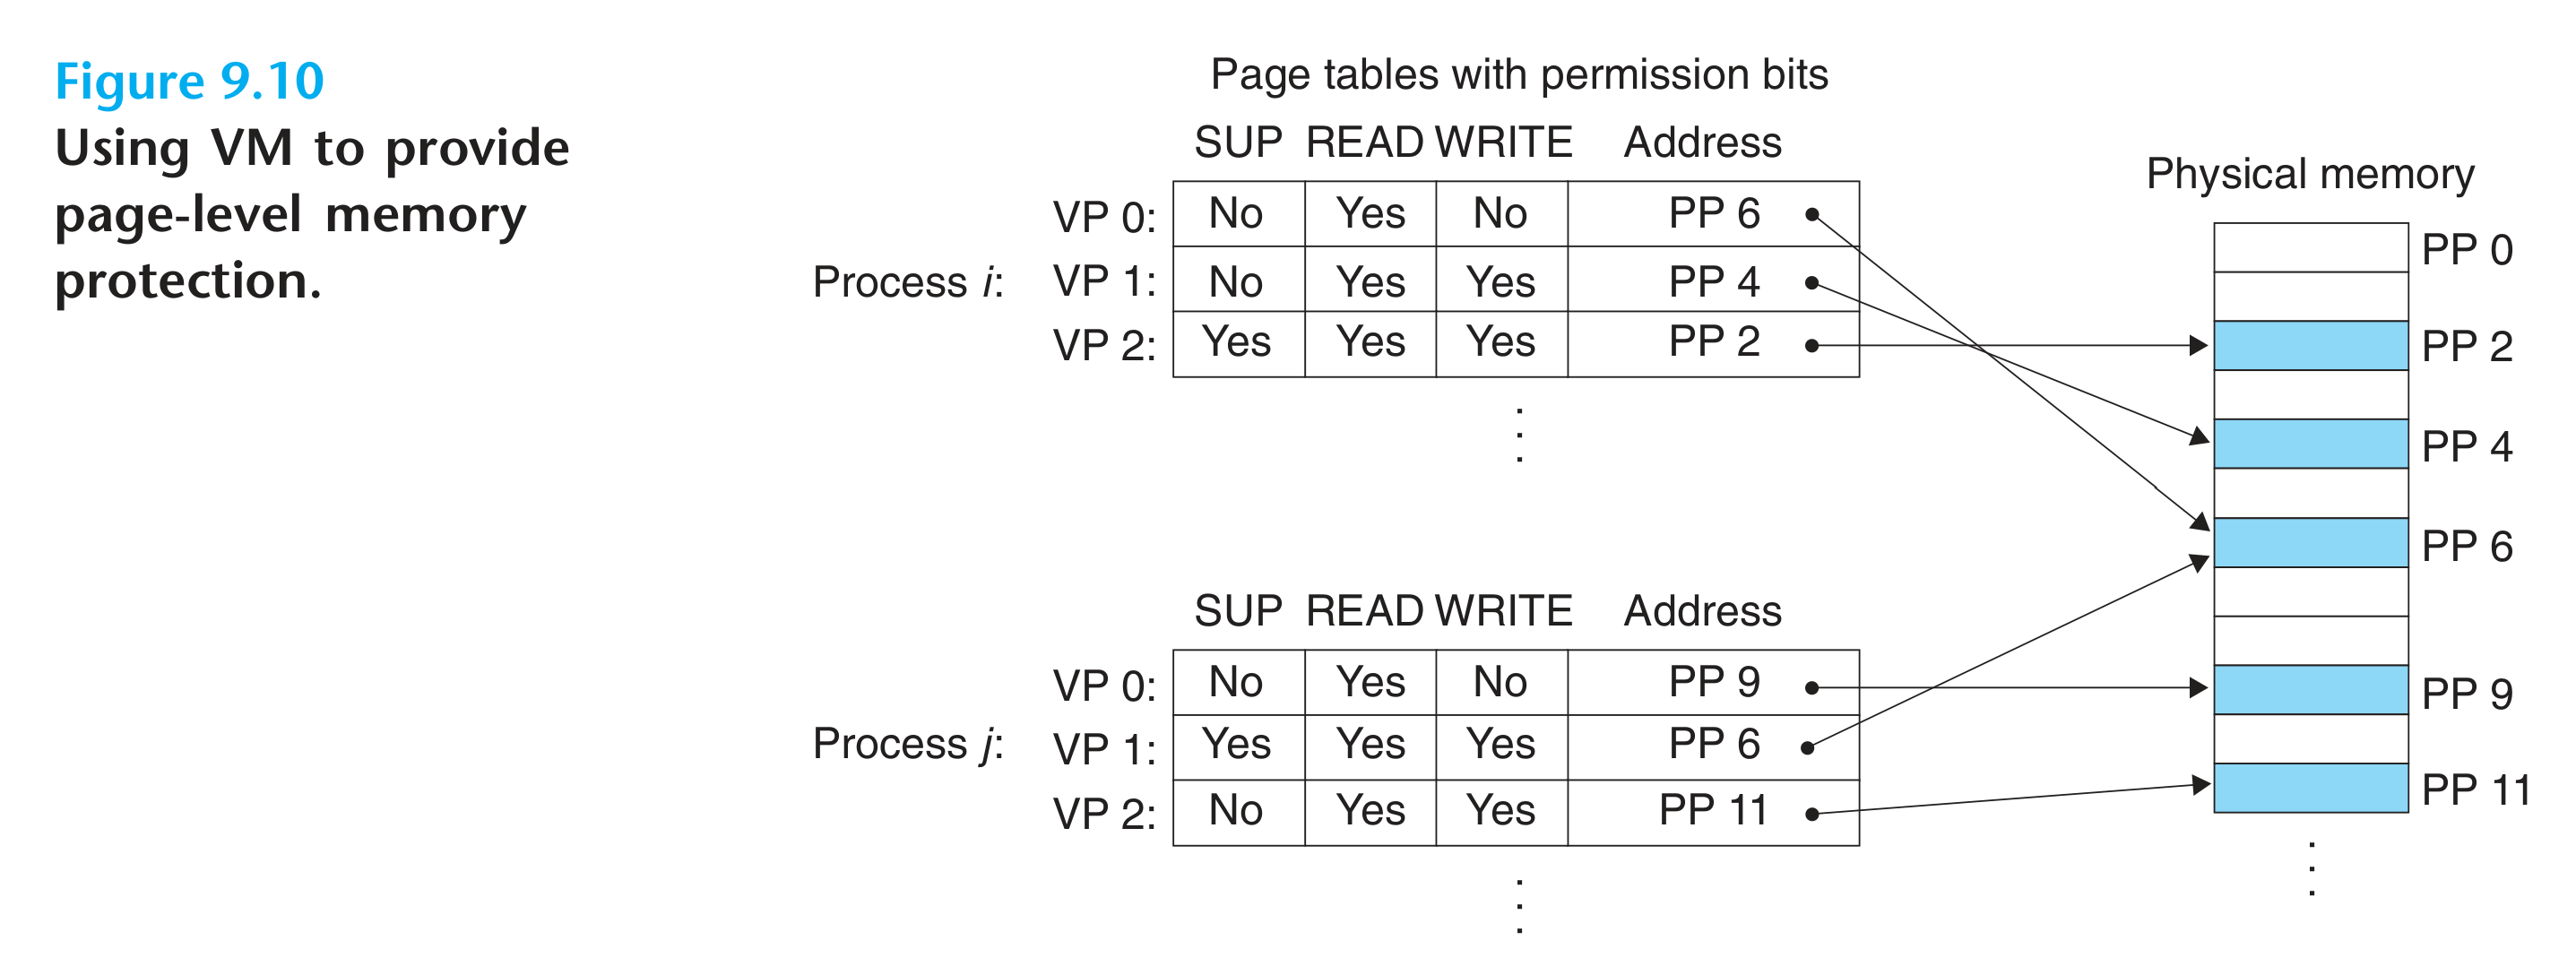 Figure 9.10
Using VM to provide
page-level memory
protection.
Page tables with permission bits
SUP READ WRITE Address
Process i:
VP 0: No Yes No PP 6
VP 1: No Yes Yes PP 4
VP 2: Yes Yes Yes PP 2
SUP READ WRITE Address
Process j:
VP 0: No Yes No PP 9
VP 1: Yes Yes Yes PP 6
VP 2: No Yes Yes PP 11
Physical memory
PP 0
PP 2
PP 4
PP 6
PP 9
PP 11